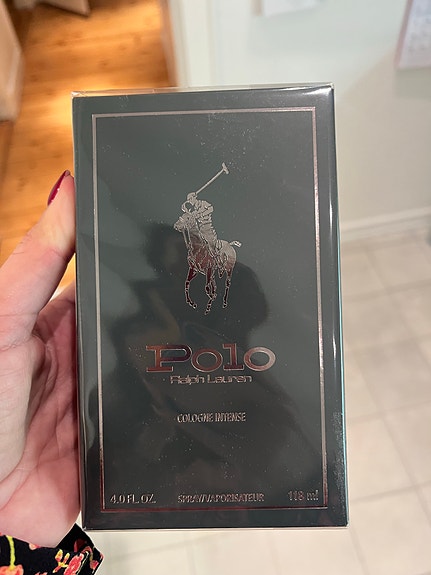 Polo
Ralph Lauren
COLOGNE INTENSE
4.0 FL. OZ. SPRAY/VAPORISATEUR 118 ml